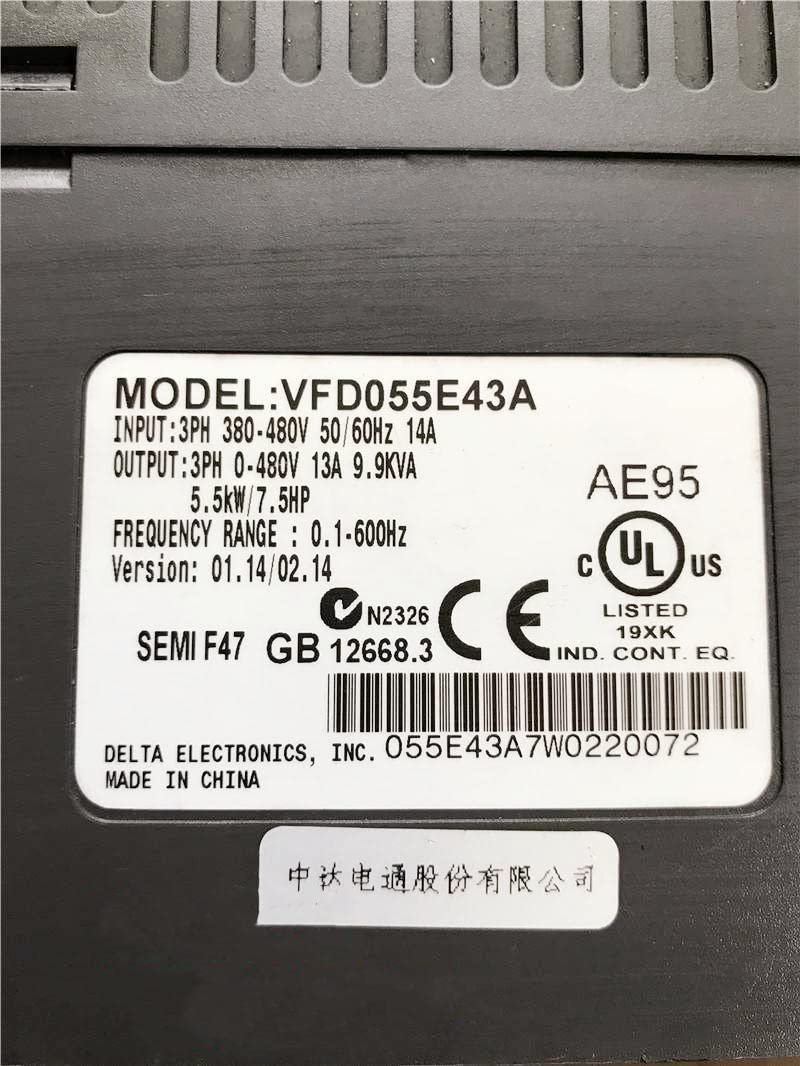 MODEL:VFD055E43A
INPUT:3PH 380-480V 50/60Hz 14A
OUTPUT:3PH 0-480V 13A 9.9KVA
5.5kW/7.5HP
FREQUENCY RANGE : 0.1-600Hz
Version: 01.14/02.14
AE95
C UL US
LISTED
19XK
IND. CONT. EQ.
N2326
CE
SEMI F47 GB 12668.3
055E43A7W0220072
DELTA ELECTRONICS, INC.
MADE IN CHINA
中达电通股份有限公司